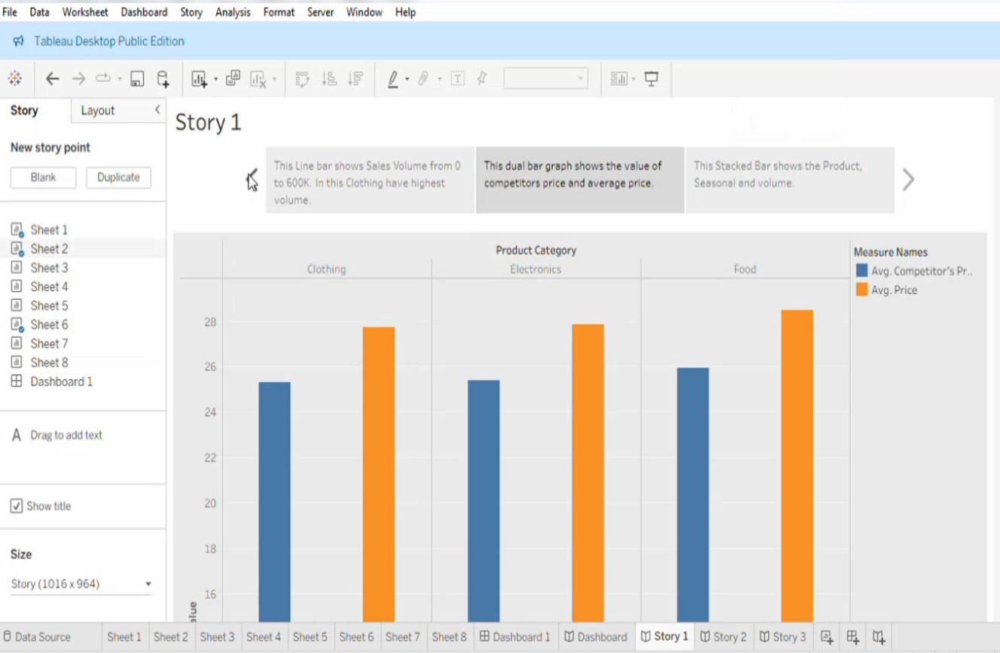 File Data Worksheet Dashboard Story Analysis Format Server Window Help
Tableau Desktop Public Edition
Story Layout
Story 1
New story point
Blank Duplicate
This Line bar shows Sales Volume from 0
to 600K. In this Clothing have highest
volume.
This dual bar graph shows the value of
competitors price and average price.
This Stacked Bar shows the Product,
Seasonal and volume.
Sheet 1
Sheet 2
Sheet 3
Sheet 4
Sheet 5
Sheet 6
Sheet 7
Sheet 8
Dashboard 1
A Drag to add text
Show title
Size
Story (1016 x 964)
Product Category
Clothing Electronics Food
28
26
24
22
20
18
16
Measure Names
Avg. Competitor's Pr..
Avg. Price
Data Source Sheet 1 Sheet 2 Sheet 3 Sheet 4 Sheet 5 Sheet 6 Sheet 7 Sheet 8 Dashboard 1 Dashboard Story 1 Story 2 Story 3